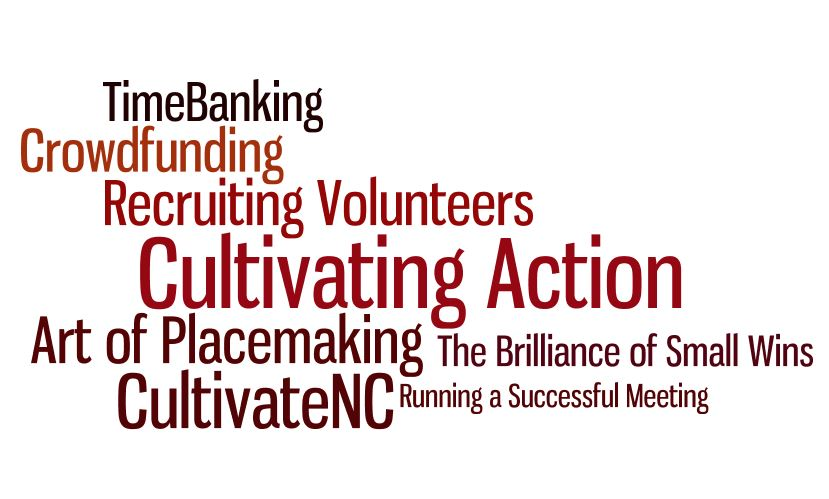 TimeBanking
Crowdfunding
Recruiting Volunteers
Cultivating Action
Art of Placemaking
The Brilliance of Small Wins
CultivateNC
Running a Successful Meeting